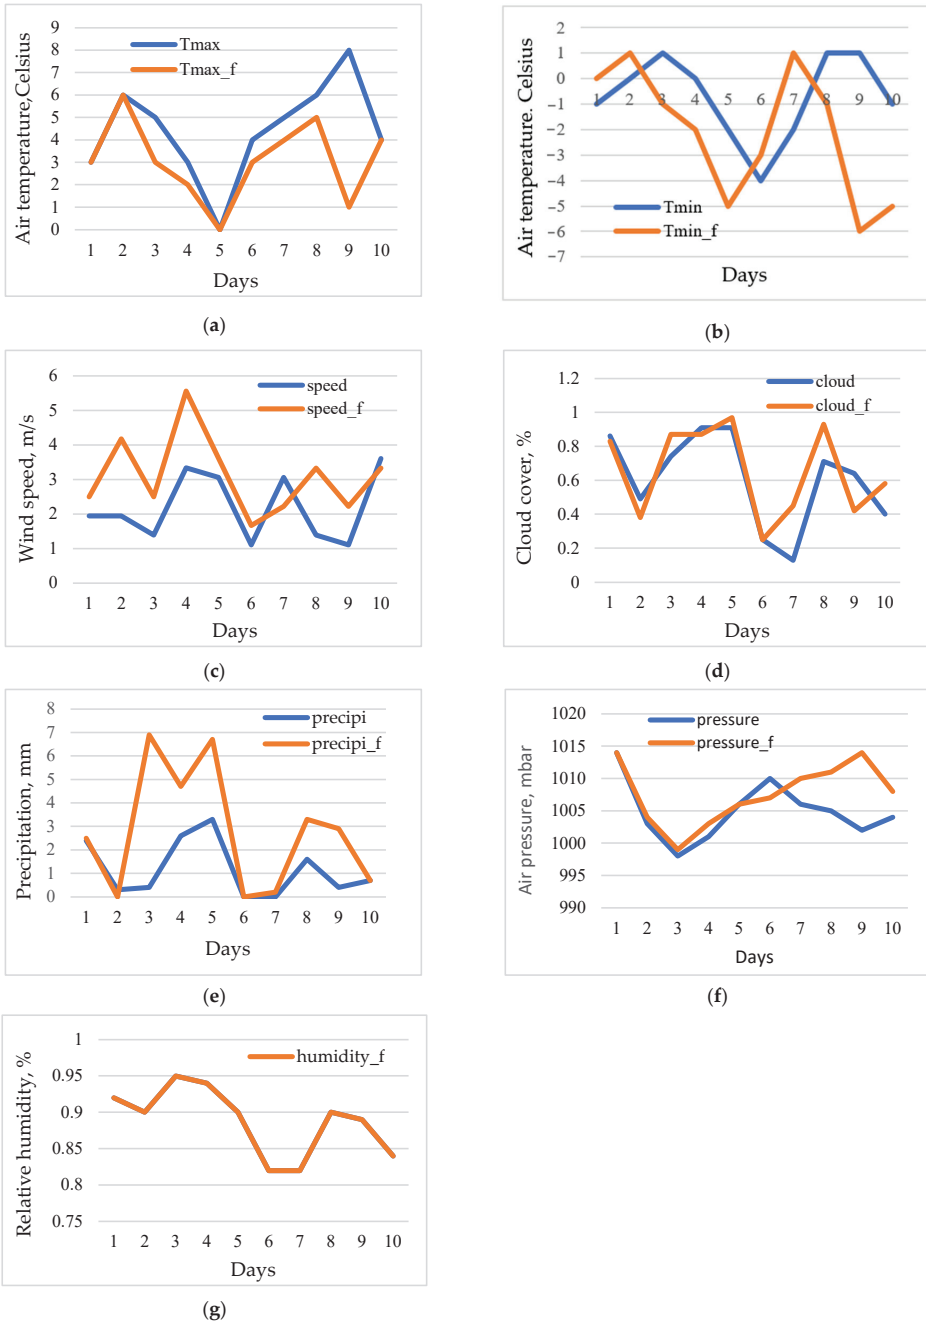 9
8
7
6
5
4
3
2
1
0
Air temperature,Celsius
Tmax
Tmax_f
1 2 3 4 5 6 7 8 9 10
Days
(a)
1
0
−1
−2
−3
−4
−5
−6
−7
Air temperature. Celsius
1 2 3 4 5 6 7 8 9 10
Tmin
Tmin_f
Days
(b)
6
5
4
3
2
1
0
Wind speed, m/s
speed
speed_f
1 2 3 4 5 6 7 8 9 10
Days
(c)
1.2
1
0.8
0.6
0.4
0.2
0
Cloud cover, %
cloud
cloud_f
1 2 3 4 5 6 7 8 9 10
Days
(d)
8
7
6
5
4
3
2
1
0
Precipitation, mm
precipi
precipi_f
1 2 3 4 5 6 7 8 9 10
Days
(e)
1020
1015
1010
1005
1000
995
990
Air pressure, mbar
pressure
pressure_f
1 2 3 4 5 6 7 8 9 10
Days
(f)
1
0.95
0.9
0.85
0.8
0.75
Relative humidity, %
humidity_f
1 2 3 4 5 6 7 8 9 10
Days
(g)